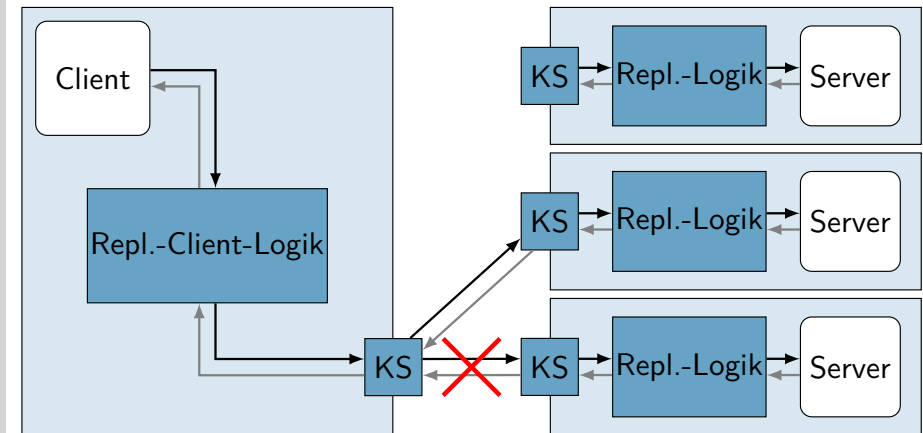 Client
Repl.-Client-Logik
KS
KS
Repl.-Logik
Server
KS
Repl.-Logik
Server
KS
Repl.-Logik
Server